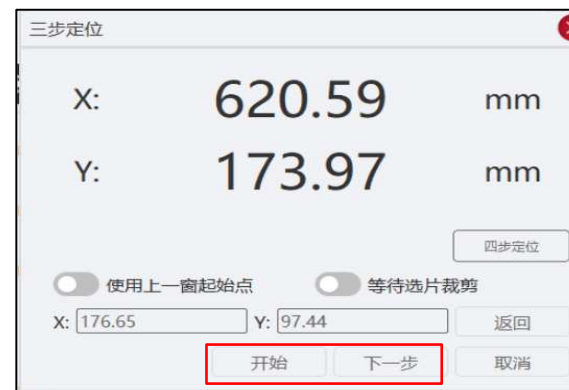 三步定位
X: 620.59 mm
Y: 173.97 mm
四步定位
使用上一窗起始点 等待选片裁剪
X: 176.65 Y: 97.44 返回
开始 下一步 取消